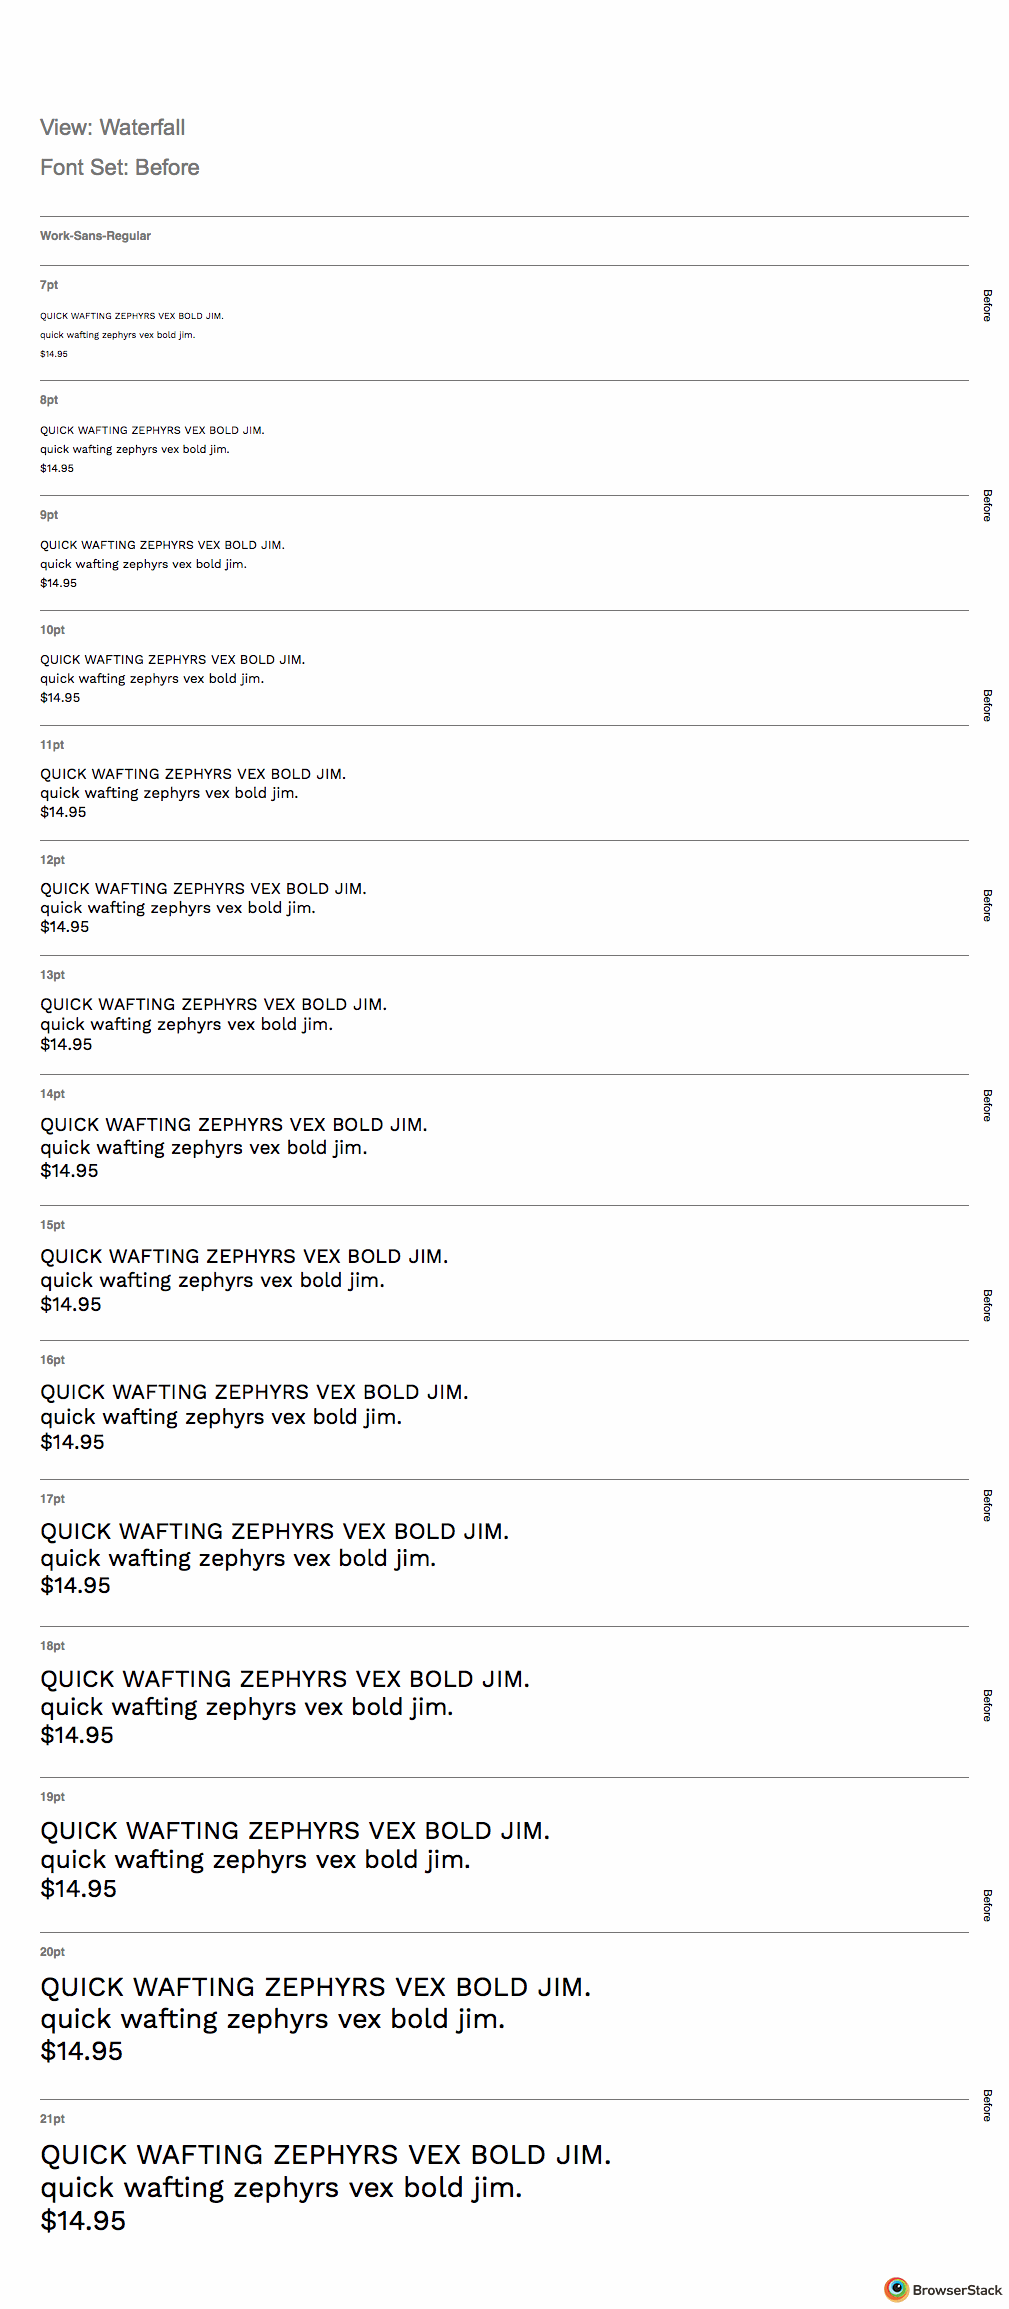 View: Waterfall
Font Set: Before
Work-Sans-Regular
7pt
QUICK WAFTING ZEPHYRS VEX BOLD JIM.
quick wafting zephyrs vex bold jim.
$14.95
Before
8pt
QUICK WAFTING ZEPHYRS VEX BOLD JIM.
quick wafting zephyrs vex bold jim.
$14.95
Before
9pt
QUICK WAFTING ZEPHYRS VEX BOLD JIM.
quick wafting zephyrs vex bold jim.
$14.95
10pt
QUICK WAFTING ZEPHYRS VEX BOLD JIM.
quick wafting zephyrs vex bold jim.
$14.95
Before
11pt
QUICK WAFTING ZEPHYRS VEX BOLD JIM.
quick wafting zephyrs vex bold jim.
$14.95
12pt
QUICK WAFTING ZEPHYRS VEX BOLD JIM.
quick wafting zephyrs vex bold jim.
$14.95
Before
13pt
QUICK WAFTING ZEPHYRS VEX BOLD JIM.
quick wafting zephyrs vex bold jim.
$14.95
14pt
QUICK WAFTING ZEPHYRS VEX BOLD JIM.
quick wafting zephyrs vex bold jim.
$14.95
Before
15pt
QUICK WAFTING ZEPHYRS VEX BOLD JIM.
quick wafting zephyrs vex bold jim.
$14.95
Before
16pt
QUICK WAFTING ZEPHYRS VEX BOLD JIM.
quick wafting zephyrs vex bold jim.
$14.95
17pt
QUICK WAFTING ZEPHYRS VEX BOLD JIM.
quick wafting zephyrs vex bold jim.
$14.95
Before
18pt
QUICK WAFTING ZEPHYRS VEX BOLD JIM.
quick wafting zephyrs vex bold jim.
$14.95
Before
19pt
QUICK WAFTING ZEPHYRS VEX BOLD JIM.
quick wafting zephyrs vex bold jim.
$14.95
Before
20pt
QUICK WAFTING ZEPHYRS VEX BOLD JIM.
quick wafting zephyrs vex bold jim.
$14.95
Before
21pt
QUICK WAFTING ZEPHYRS VEX BOLD JIM.
quick wafting zephyrs vex bold jim.
$14.95
BrowserStack